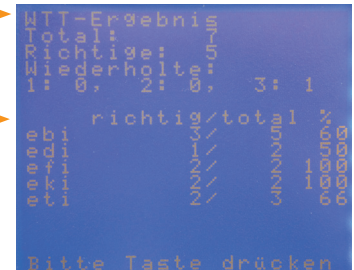 WTT-Ergebnis
Total: 7
Richtige: 5
Wiederholte:
1: 0, 2: 0, 3: 1
richtig/total %
ebi 3/ 5 60
edi 1/ 2 50
efi 2/ 2 100
eki 2/ 2 100
eti 2/ 3 66
Bitte Taste drücken